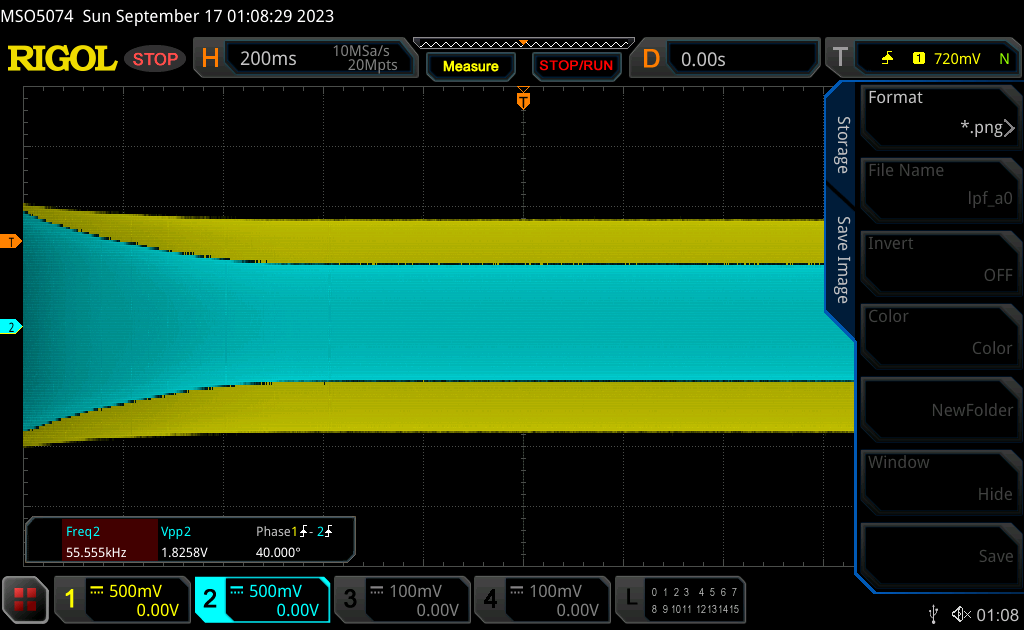 MSO5074 Sun September 17 01:08:29 2023
RIGOL STOP H 200ms 10MSa/s 20Mpts Measure STOP/RUN D 0.00s T 1 720mV N
T
Format
*.png
Storage
File Name
lpf_a0
Save Image
Invert
OFF
T
Color
Color
2
NewFolder
Window
Hide
Save
Freq2 Vpp2 Phase1 - 2
55.555kHz 1.8258V 40.000°
1 500mV 0.00V
2 500mV 0.00V
3 100mV 0.00V
4 100mV 0.00V
L 0 1 2 3 4 5 6 7
8 9 10 11 12 13 14 15
01:08